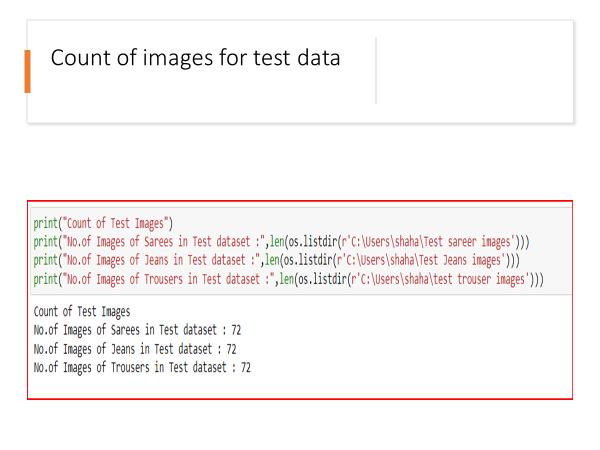 Count of images for test data
print("Count of Test Images")
print("No.of Images of Sarees in Test dataset :",len(os.listdir(r'C:\Users\shaha\Test sareer images')))
print("No.of Images of Jeans in Test dataset :",len(os.listdir(r'C:\Users\shaha\Test Jeans images')))
print("No.of Images of Trousers in Test dataset :",len(os.listdir(r'C:\Users\shaha\test trouser images')))
Count of Test Images
No.of Images of Sarees in Test dataset : 72
No.of Images of Jeans in Test dataset : 72
No.of Images of Trousers in Test dataset : 72